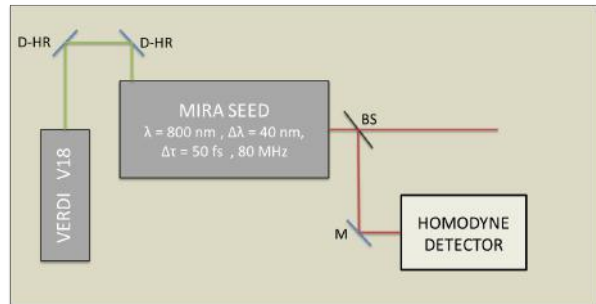 D-HR
D-HR
MIRA SEED
λ = 800 nm , Δλ = 40 nm,
Δτ = 50 fs , 80 MHz
BS
VERDI V18
M
HOMODYNE
DETECTOR